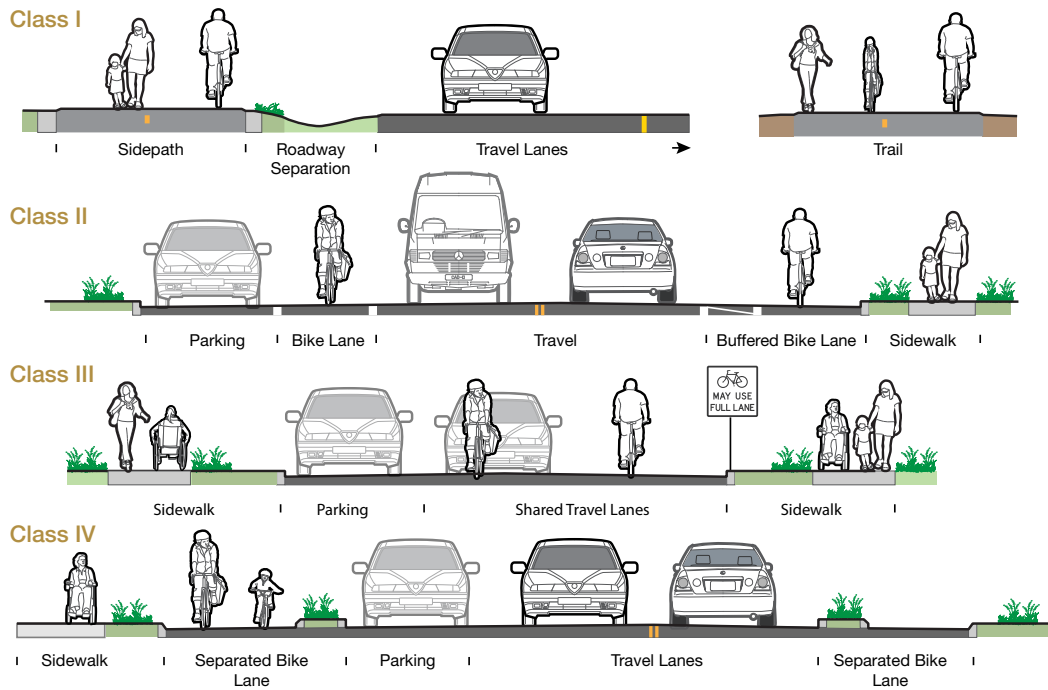 Class I
Sidepath
Roadway
Separation
Travel Lanes
Trail
Class II
Parking
Bike Lane
Travel
Buffered Bike Lane
Sidewalk
Class III
MAY USE
FULL LANE
Sidewalk
Parking
Shared Travel Lanes
Sidewalk
Class IV
Sidewalk
Separated Bike
Lane
Parking
Travel Lanes
Separated Bike
Lane